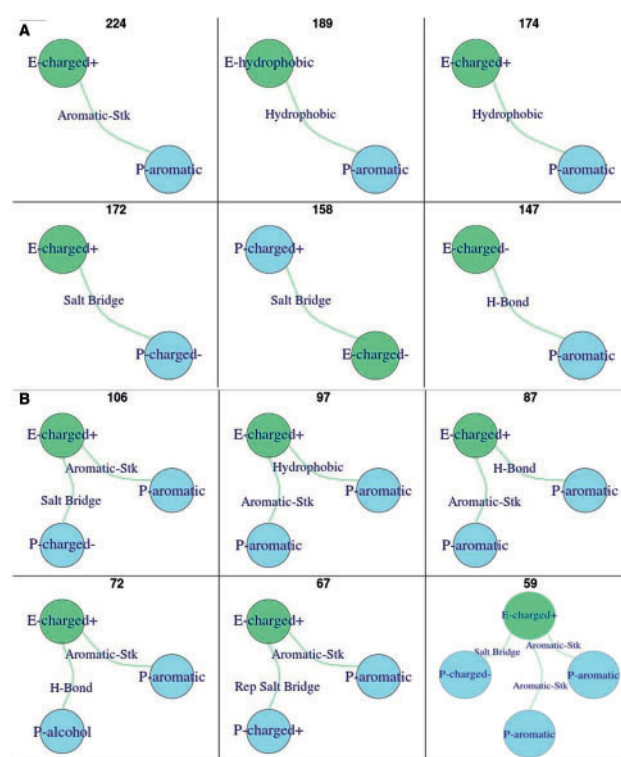 A
224
E-charged+
Aromatic-Stk
P-aromatic
189
E-hydrophobic
Hydrophobic
P-aromatic
174
E-charged+
Hydrophobic
P-aromatic
172
E-charged+
Salt Bridge
P-charged-
158
P-charged+
Salt Bridge
E-charged-
147
E-charged-
H-Bond
P-aromatic
B
106
E-charged+
Aromatic-Stk
P-aromatic
Salt Bridge
P-charged-
97
E-charged+
Hydrophobic
P-aromatic
Aromatic-Stk
P-aromatic
87
E-charged+
H-Bond
P-aromatic
Aromatic-Stk
P-aromatic
72
E-charged+
Aromatic-Stk
P-aromatic
H-Bond
P-alcohol
67
E-charged+
Aromatic-Stk
P-aromatic
Rep Salt Bridge
P-charged+
59
E-charged+
Salt Bridge
Aromatic-Stk
P-charged-
P-aromatic
Aromatic-Stk
P-aromatic